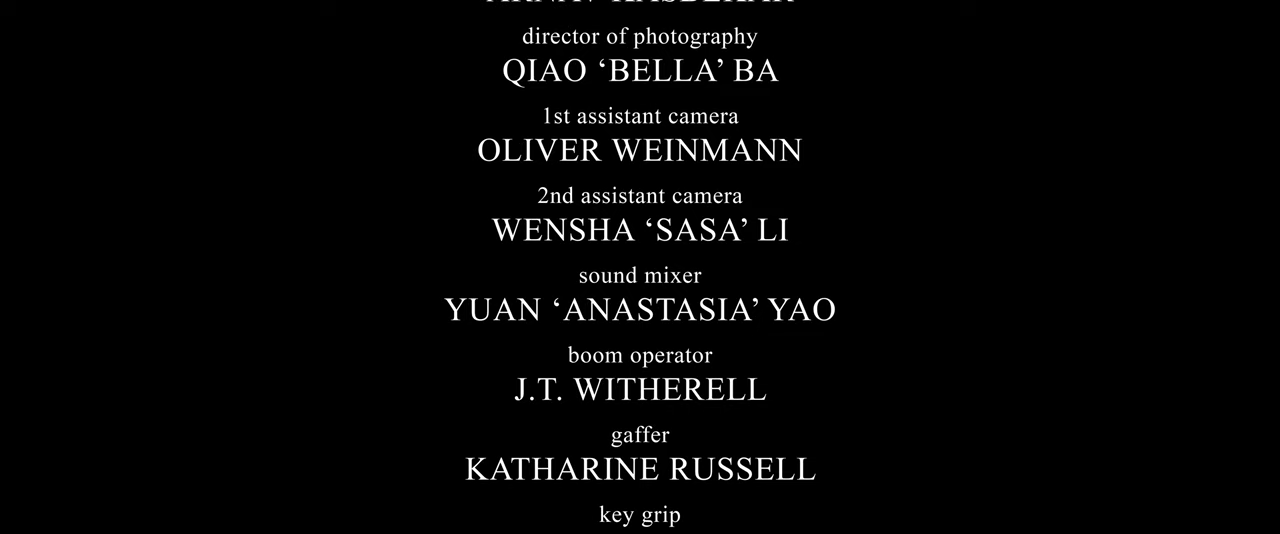 director of photography
QIAO ‘BELLA’ BA
1st assistant camera
OLIVER WEINMANN
2nd assistant camera
WENSHA ‘SASA’ LI
sound mixer
YUAN ‘ANASTASIA’ YAO
boom operator
J.T. WITHERELL
gaffer
KATHARINE RUSSELL
key grip